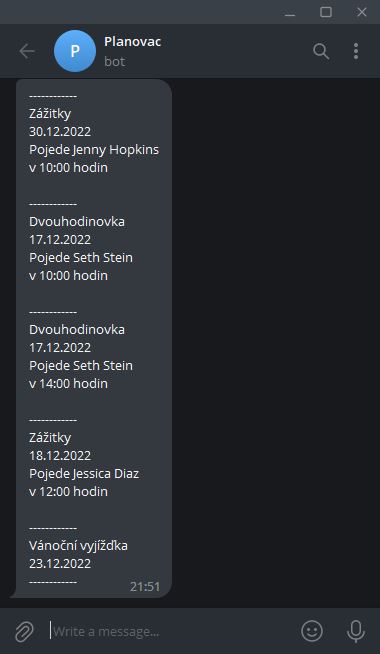 Planovac
P
bot
------------
Zážitky
30.12.2022
Pojede Jenny Hopkins
v 10:00 hodin
------------
Dvouhodinovka
17.12.2022
Pojede Seth Stein
v 10:00 hodin
------------
Dvouhodinovka
17.12.2022
Pojede Seth Stein
v 14:00 hodin
------------
Zážitky
18.12.2022
Pojede Jessica Diaz
v 12:00 hodin
------------
Vánoční vyjížďka
23.12.2022
------------
21:51
Write a message...